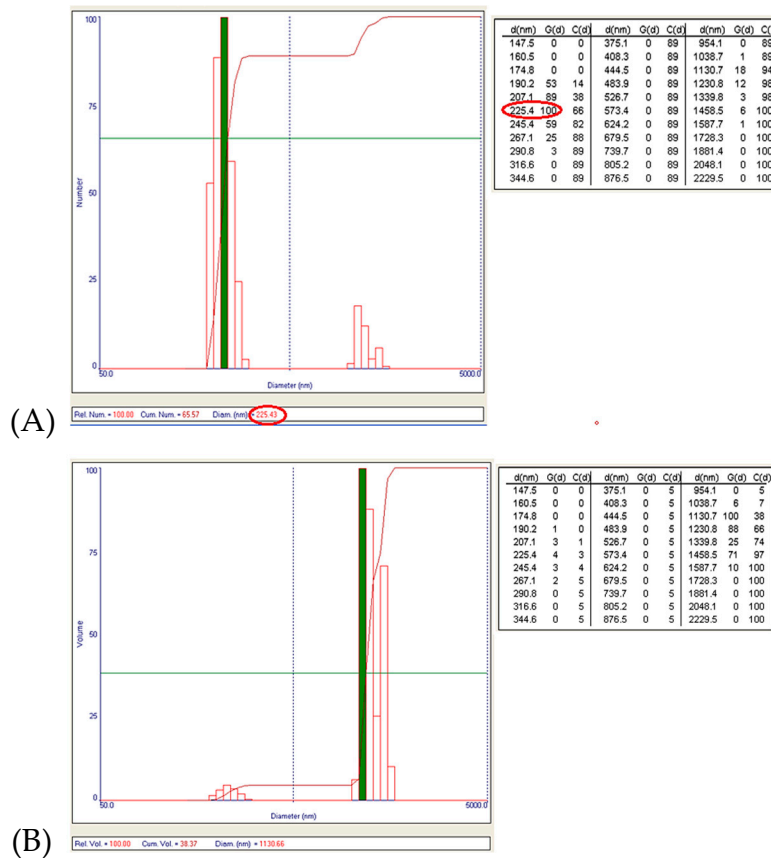 100
75
50
25
0
Number
50.0
5000.0
Diameter (nm)
Rel. Num. = 100.00 Cum. Num = 65.57 Diam. (nm) = 225.43
d(nm) G(d) C(d) d(nm) G(d) C(d) d(nm) G(d) C(d)
147.5 0 0 375.1 0 89 954.1 0 89
160.5 0 0 408.3 0 89 1038.7 1 89
174.8 0 0 444.5 0 89 1130.7 18 94
190.2 53 14 483.9 0 89 1230.8 12 98
207.1 89 38 526.7 0 89 1339.8 3 98
225.4 100 66 573.4 0 89 1458.5 6 100
245.4 59 82 624.2 0 89 1587.7 1 100
267.1 25 88 679.5 0 89 1728.3 0 100
290.8 3 89 739.7 0 89 1881.4 0 100
316.6 0 89 805.2 0 89 2048.1 0 100
344.6 0 89 876.5 0 89 2229.5 0 100
(A)
100
75
50
25
0
Volume
50.0
5000.0
Diameter (nm)
Rel. Vol. = 100.00 Cum. Vol. = 38.37 Diam. (nm) = 1130.66
d(nm) G(d) C(d) d(nm) G(d) C(d) d(nm) G(d) C(d)
147.5 0 0 375.1 0 5 954.1 0 5
160.5 0 0 408.3 0 5 1038.7 6 7
174.8 0 0 444.5 0 5 1130.7 100 38
190.2 1 0 483.9 0 5 1230.8 88 66
207.1 3 1 526.7 0 5 1339.8 25 74
225.4 4 3 573.4 0 5 1458.5 71 97
245.4 3 4 624.2 0 5 1587.7 10 100
267.1 2 5 679.5 0 5 1728.3 0 100
290.8 0 5 739.7 0 5 1881.4 0 100
316.6 0 5 805.2 0 5 2048.1 0 100
344.6 0 5 876.5 0 5 2229.5 0 100
(B)